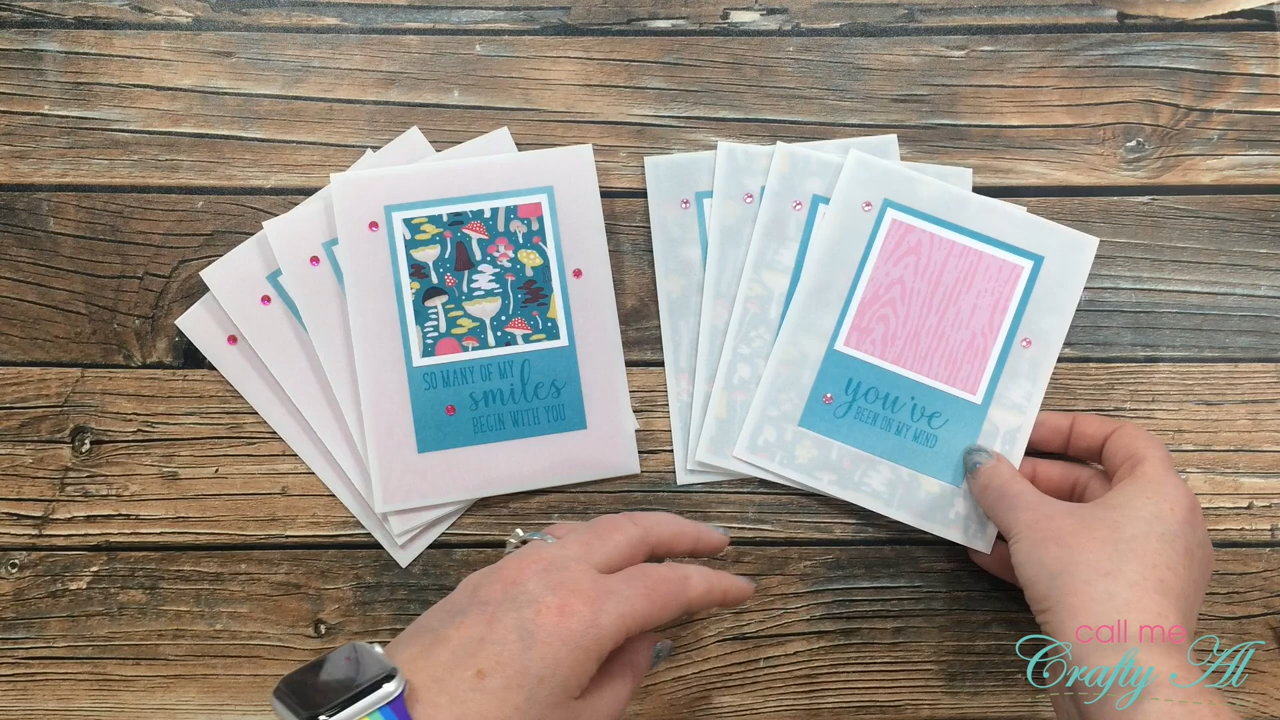 SO MANY OF MY
smiles
BEGIN WITH YOU
you've
BEEN ON MY MIND
call me
Crafty Al